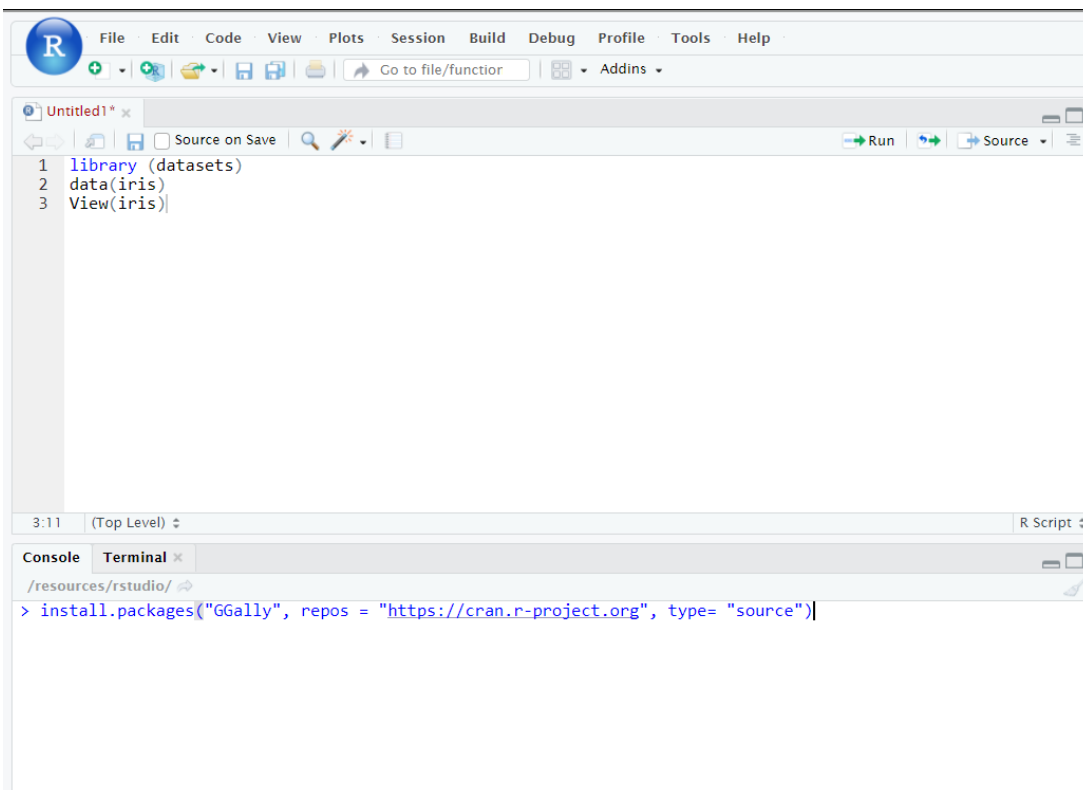 R File Edit Code View Plots Session Build Debug Profile Tools Help
R Go to file/functior Addins
Untitled1*
Source on Save Run Source
1 library (datasets)
2 data(iris)
3 View(iris)
3:11 (Top Level) R Script
Console Terminal
/resources/rstudio/
> install.packages("GGally", repos = "https://cran.r-project.org", type= "source")